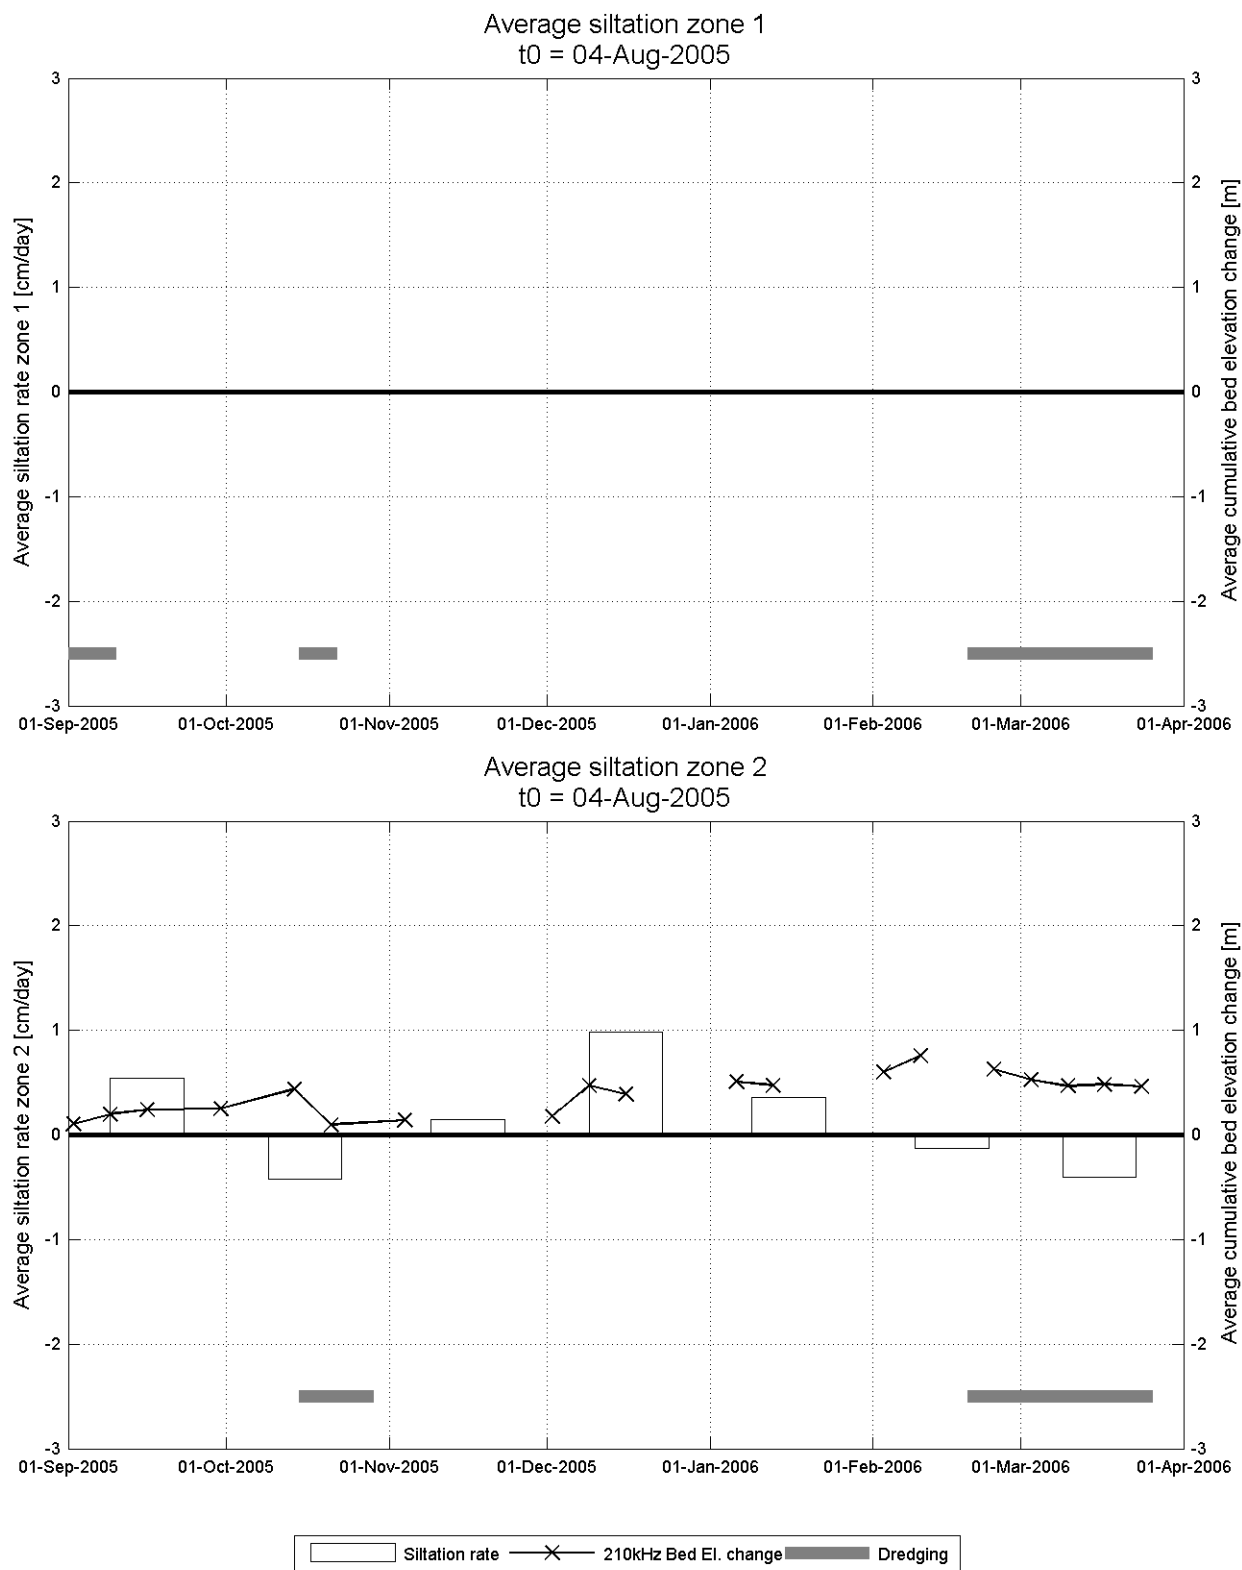 Average siltation zone 1
t0 = 04-Aug-2005
Average siltation rate zone 1 [cm/day]
3
2
1
0
-1
-2
-3
3
2
1
0
-1
-2
-3
Average cumulative bed elevation change [m]
01-Sep-2005 01-Oct-2005 01-Nov-2005 01-Dec-2005 01-Jan-2006 01-Feb-2006 01-Mar-2006 01-Apr-2006
Average siltation zone 2
t0 = 04-Aug-2005
Average siltation rate zone 2 [cm/day]
3
2
1
0
-1
-2
-3
3
2
1
0
-1
-2
-3
Average cumulative bed elevation change [m]
01-Sep-2005 01-Oct-2005 01-Nov-2005 01-Dec-2005 01-Jan-2006 01-Feb-2006 01-Mar-2006 01-Apr-2006
Siltation rate 210kHz Bed El. change Dredging